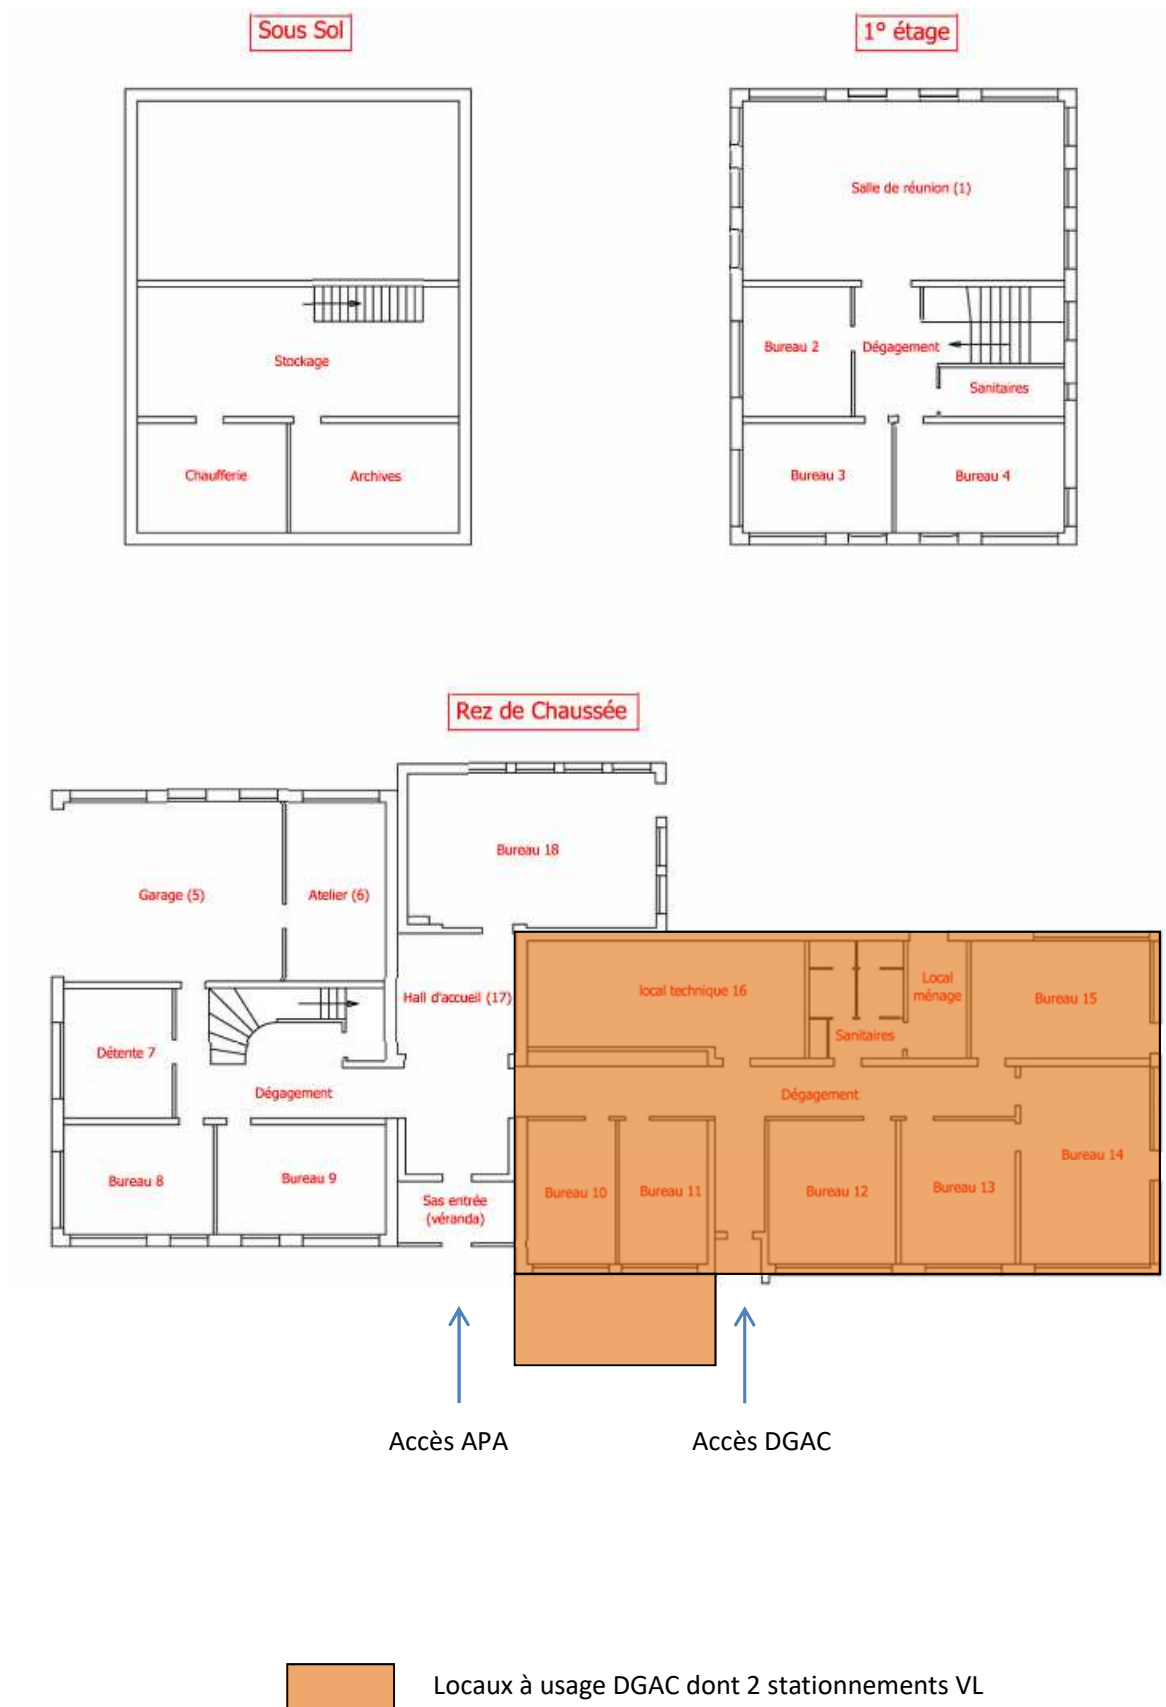 Sous Sol
1° étage
Salle de réunion (1)
Bureau 2
Dégagement
Sanitaires
Stockage
Chaufferie
Archives
Bureau 3
Bureau 4
Rez de Chaussée
Bureau 18
Garage (5)
Atelier (6)
Hall d'accueil (17)
local technique 16
Local
ménage
Bureau 15
Sanitaires
Détente 7
Dégagement
Dégagement
Bureau 8
Bureau 9
Sas entrée
(véranda)
Bureau 10
Bureau 11
Bureau 12
Bureau 13
Bureau 14
Accès APA
Accès DGAC
Locaux à usage DGAC dont 2 stationnements VL